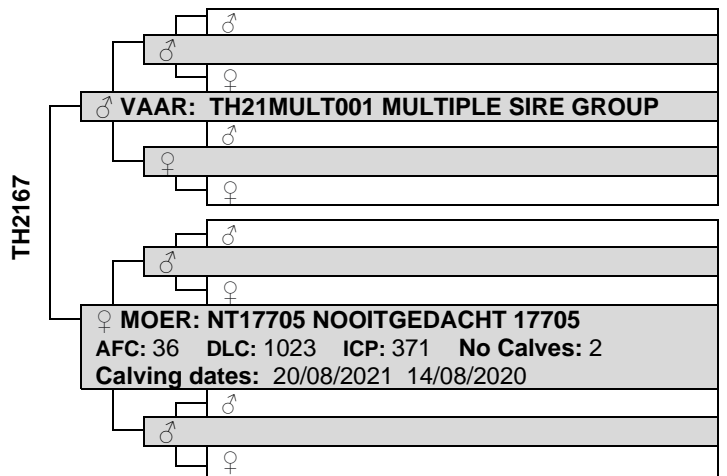 ♂
♂
♀
♂ VAAR: TH21MULT001 MULTIPLE SIRE GROUP
♂
♀
♀
TH2167
♂
♂
♀
♀ MOER: NT17705 NOOITGEDACHT 17705
AFC: 36 DLC: 1023 ICP: 371 No Calves: 2
Calving dates: 20/08/2021 14/08/2020
♂
♂
♀